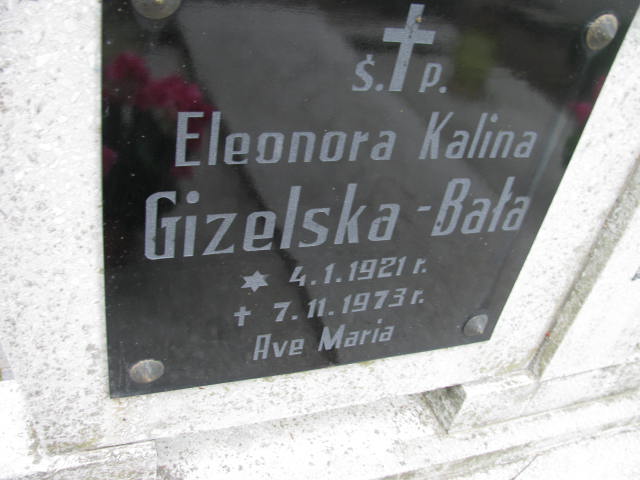 Ś. P.
Eleonora Kalina
Gizelska-Bała
4.1.1921 r.
7.11.1973 r.
Ave Maria